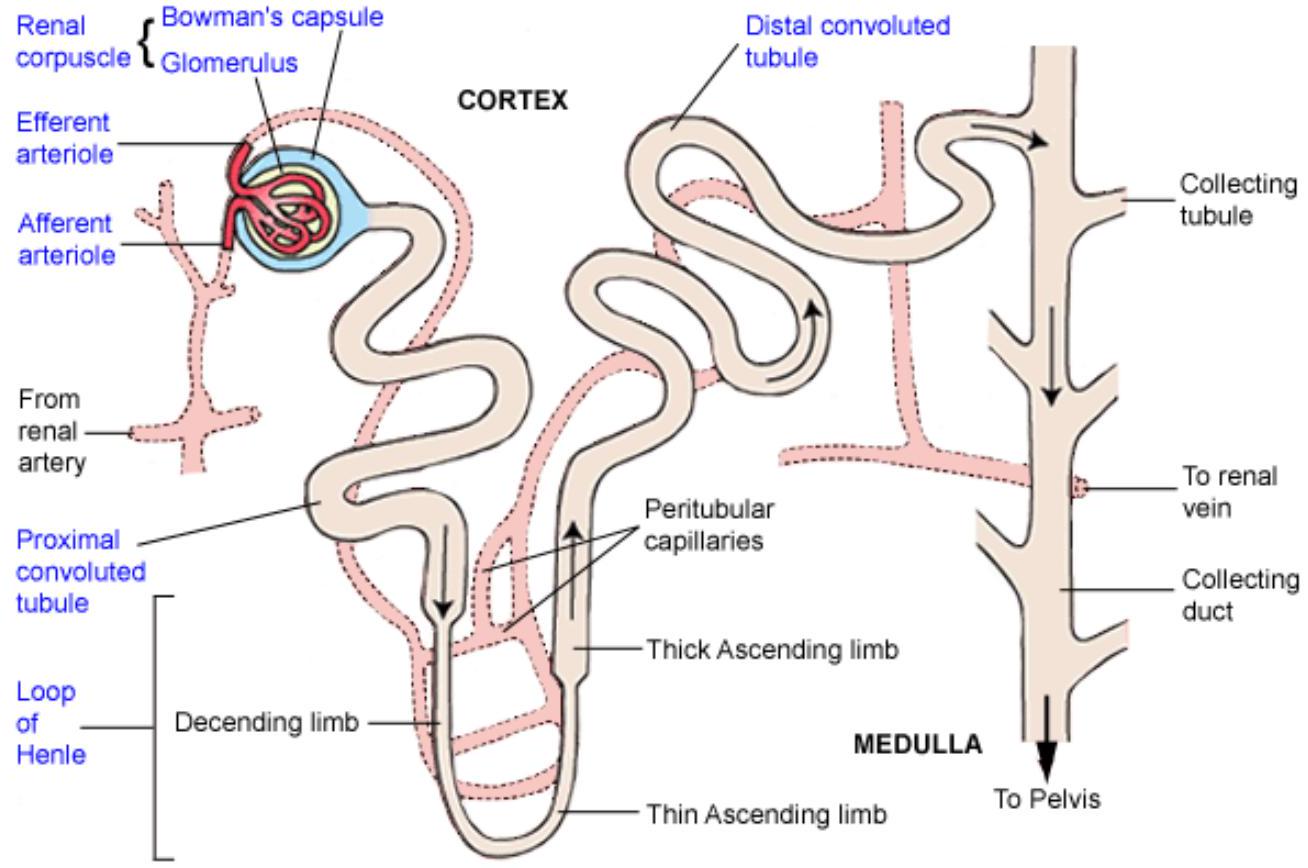 Renal
corpuscle {
Bowman's capsule
Glomerulus
Distal convoluted
tubule
CORTEX
Efferent
arteriole
Afferent
arteriole
Collecting
tubule
From
renal
artery
To renal
vein
Peritubular
capillaries
Proximal
convoluted
tubule
Collecting
duct
Thick Ascending limb
Loop
of
Henle
Decending limb
MEDULLA
To Pelvis
Thin Ascending limb